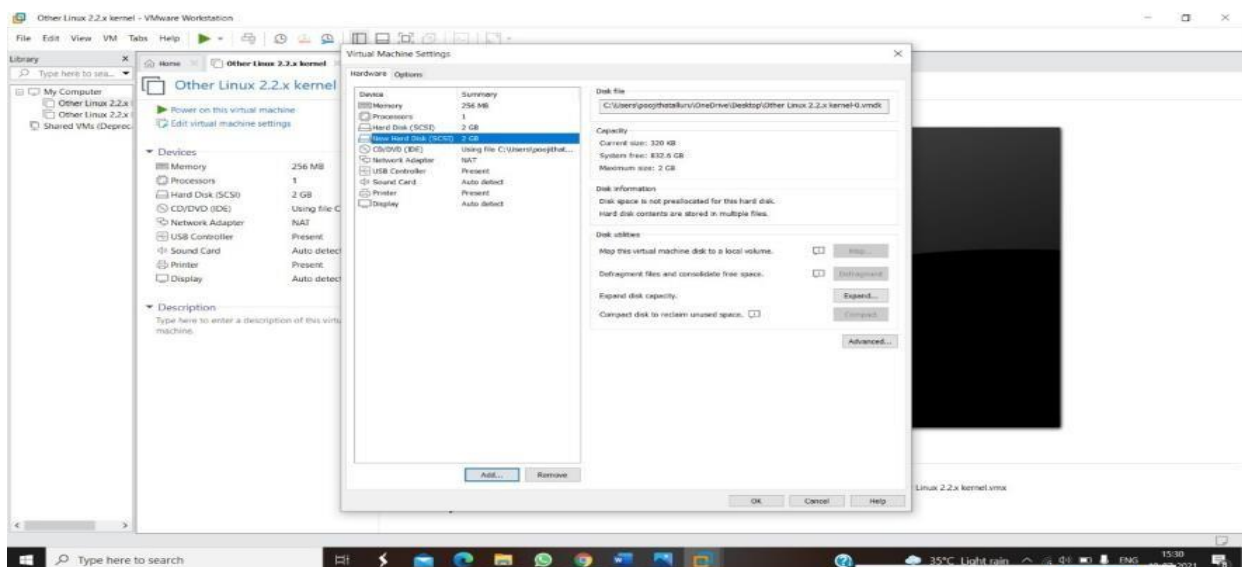 Other Linux 2.2.x kernel - VMware Workstation
File Edit View VM Tabs Help
Library
Type here to sea...
My Computer
Other Linux 2.2.x
Other Linux 2.2.x
Shared VMs (Deprec
Home
Other Linux 2.2.x kernel
Other Linux 2.2.x kernel
Power on this virtual machine
Edit virtual machine settings
Devices
Memory 256 MB
Processors 1
Hard Disk (SCSI) 2 GB
CD/DVD (IDE) Using file C
Network Adapter NAT
USB Controller Present
Sound Card Auto detect
Printer Present
Display Auto detect
Description
Type here to enter a description of this virtu
machine.
Virtual Machine Settings
Hardware Options
Device Summary
Memory 256 MB
Processors 1
Hard Disk (SCSI) 2 GB
New Hard Disk (SCSI) 2 GB
CD/DVD (IDE) Using file C:\Users\poojithat...
Network Adapter NAT
USB Controller Present
Sound Card Auto detect
Printer Present
Display Auto detect
Add... Remove
Disk file
C:\Users\poojithatalluru\OneDrive\Desktop\Other Linux 2.2.x kernel-0.vmdk
Capacity
Current size: 320 KB
System free: 832.6 GB
Maximum size: 2 GB
Disk information
Disk space is not preallocated for this hard disk.
Hard disk contents are stored in multiple files.
Disk utilities
Map this virtual machine disk to a local volume. Map...
Defragment files and consolidate free space. Defragment
Expand disk capacity. Expand...
Compact disk to reclaim unused space. Compact
Advanced...
OK Cancel Help
Linux 2.2.x kernel.vmx
Type here to search
35°C Light rain
ENG
15:30